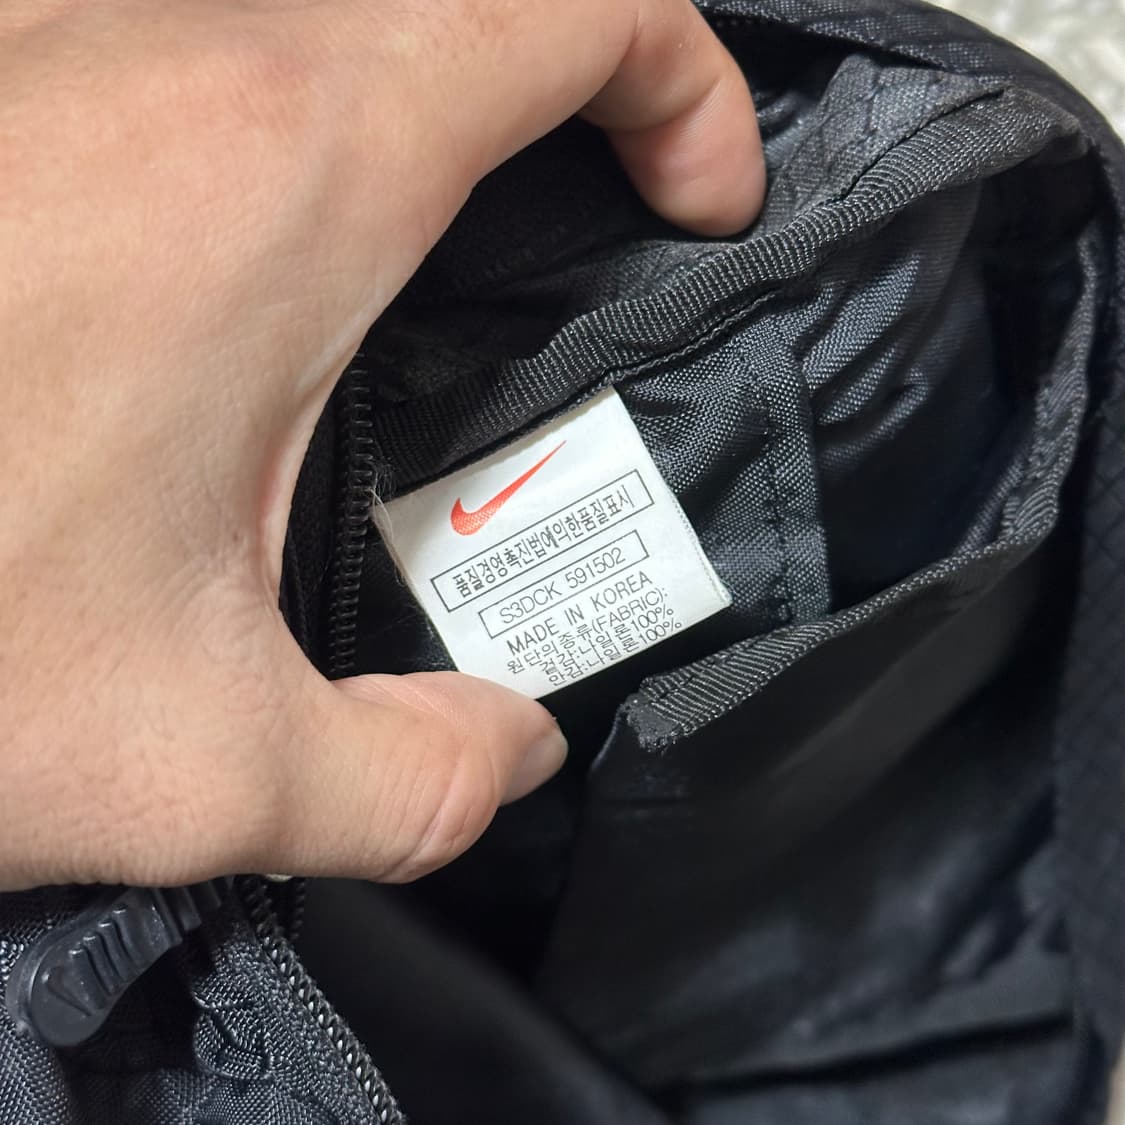 품질경영촉진법에의한품질표시
S3DCK 591502
MADE IN KOREA
원단의종류(FABRIC):
겉감:나일론100%
안감:나일론100%